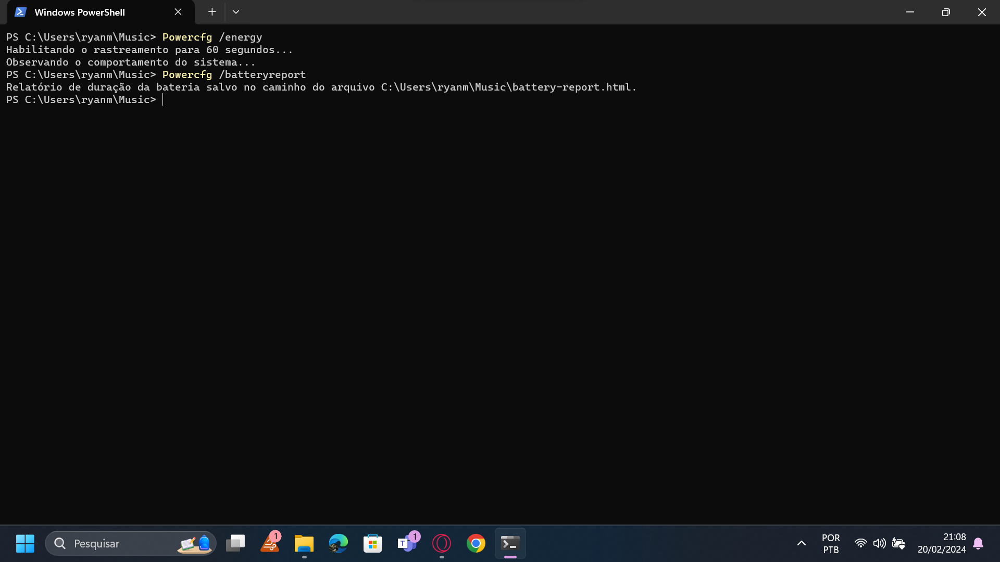 Windows PowerShell
PS C:\Users\ryanm\Music> Powercfg /energy
Habilitando o rastreamento para 60 segundos...
Observando o comportamento do sistema...
PS C:\Users\ryanm\Music> Powercfg /batteryreport
Relatório de duração da bateria salvo no caminho do arquivo C:\Users\ryanm\Music\battery-report.html.
PS C:\Users\ryanm\Music>
Pesquisar
1
T
1
POR
PTB
21:08
20/02/2024